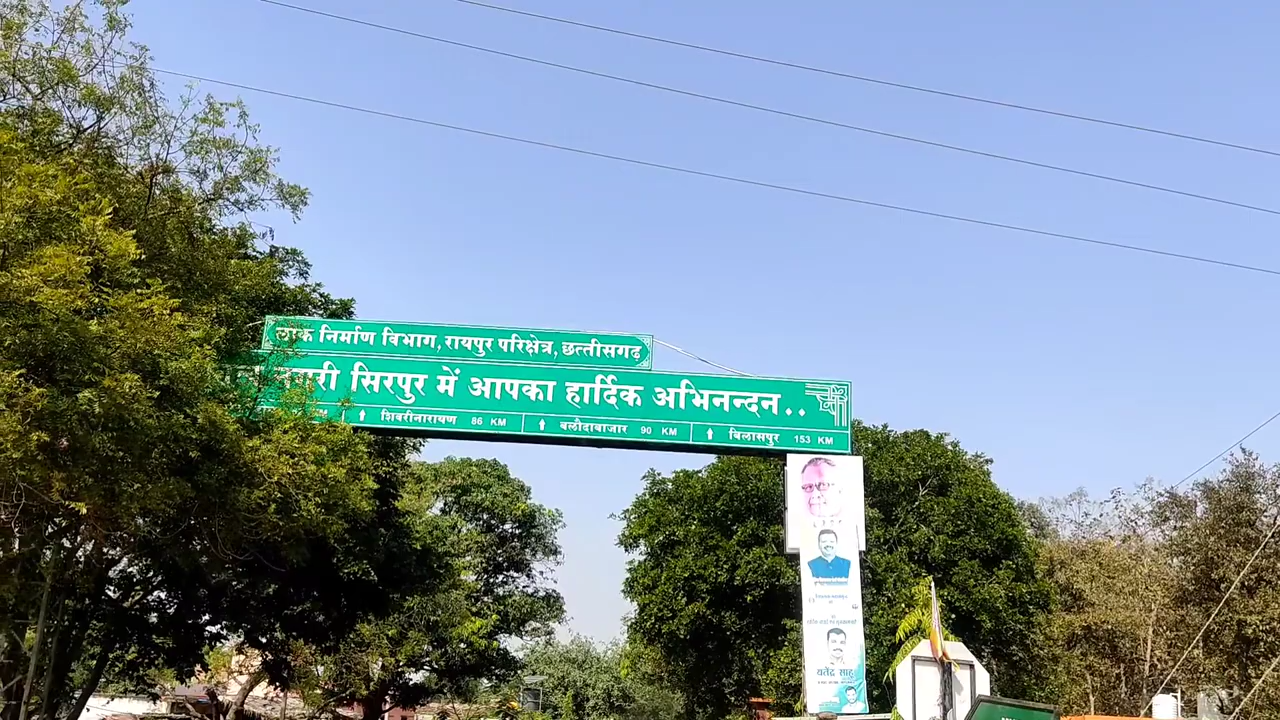 लोक निर्माण विभाग, रायपुर परिक्षेत्र, छत्तीसगढ़
सिरपुर में आपका हार्दिक अभिनन्दन..
शिवरीनारायण 86 KM
बलौदाबाजार 90 KM
बिलासपुर 153 KM
यतेंद्र साहु